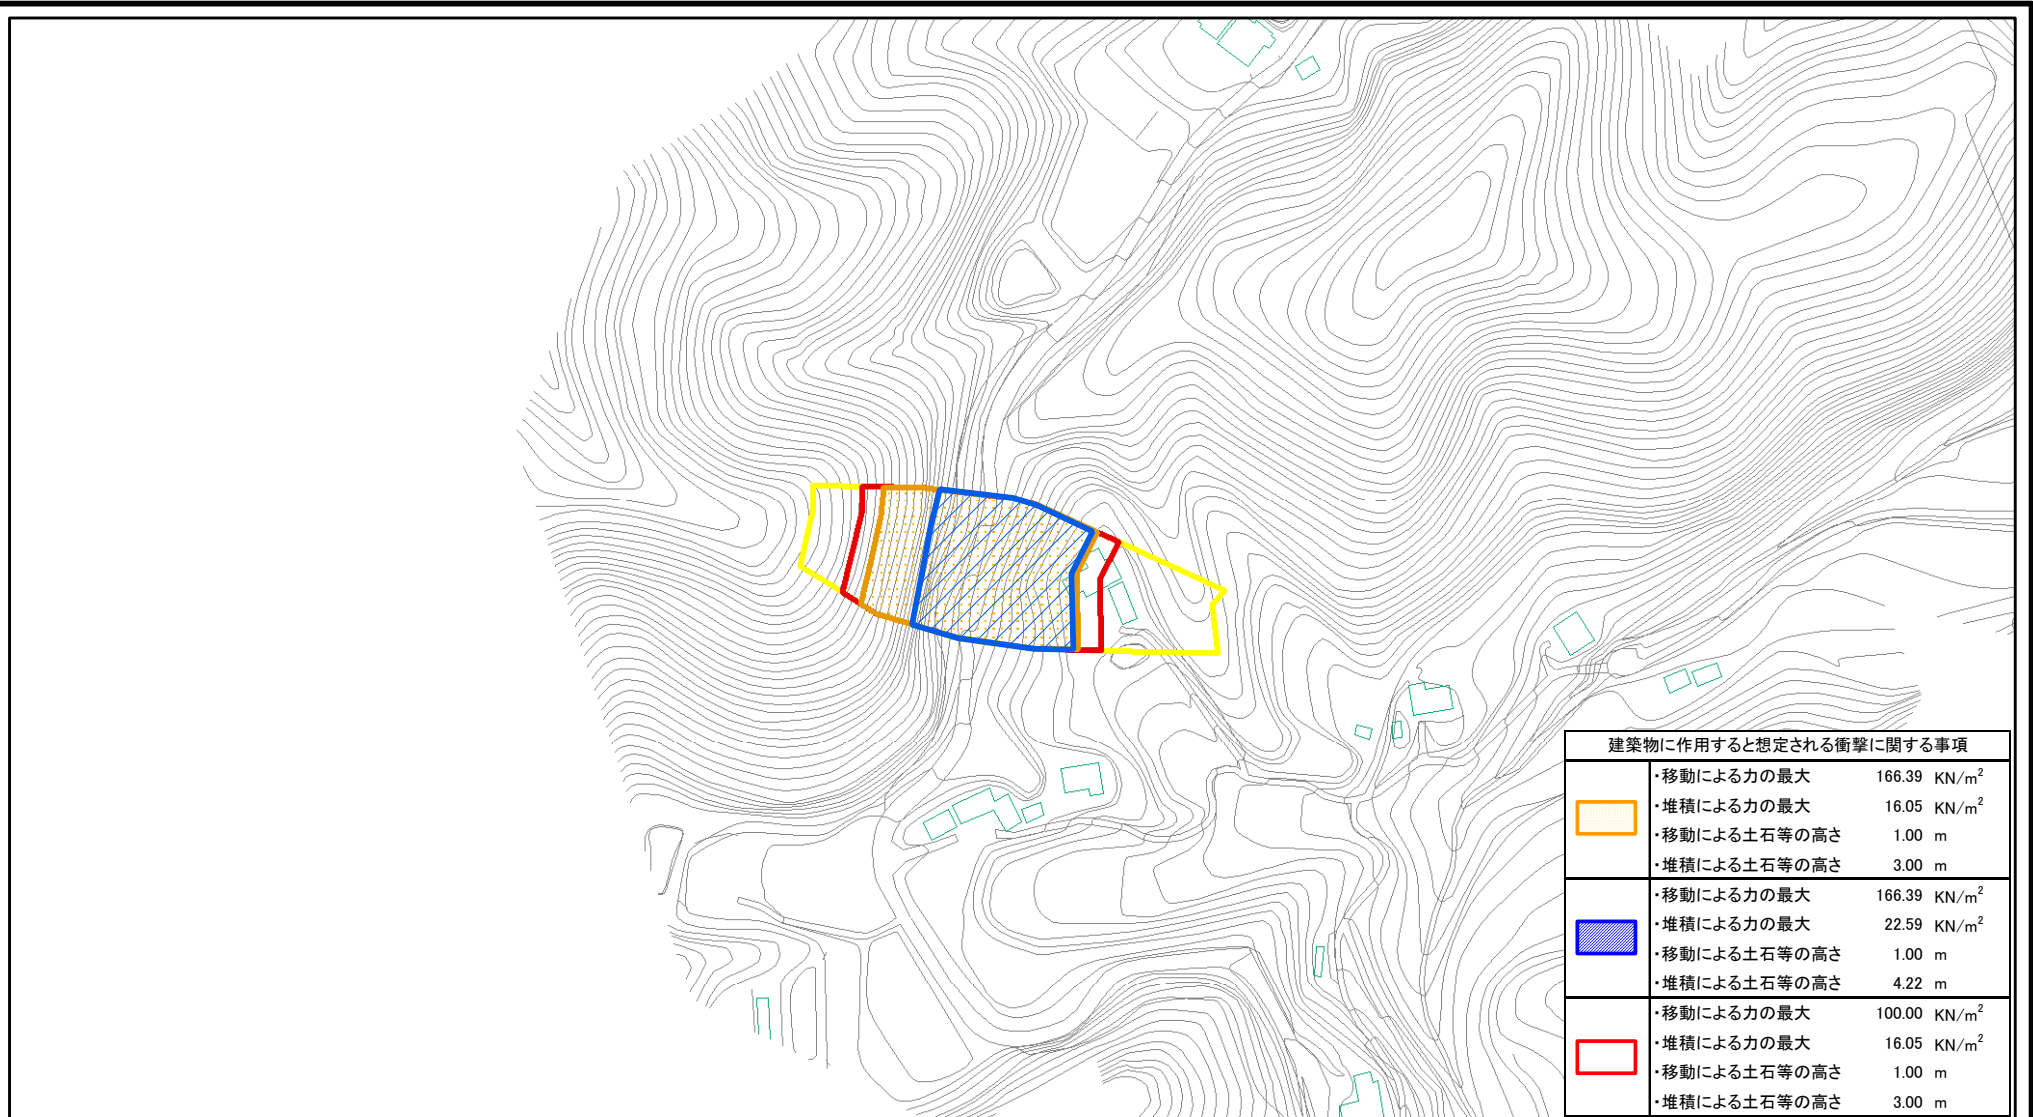 建築物に作用すると想定される衝撃に関する事項
・移動による力の最大 166.39 KN/m²
・堆積による力の最大 16.05 KN/m²
・移動による土石等の高さ 1.00 m
・堆積による土石等の高さ 3.00 m
・移動による力の最大 166.39 KN/m²
・堆積による力の最大 22.59 KN/m²
・移動による土石等の高さ 1.00 m
・堆積による土石等の高さ 4.22 m
・移動による力の最大 100.00 KN/m²
・堆積による力の最大 16.05 KN/m²
・移動による土石等の高さ 1.00 m
・堆積による土石等の高さ 3.00 m